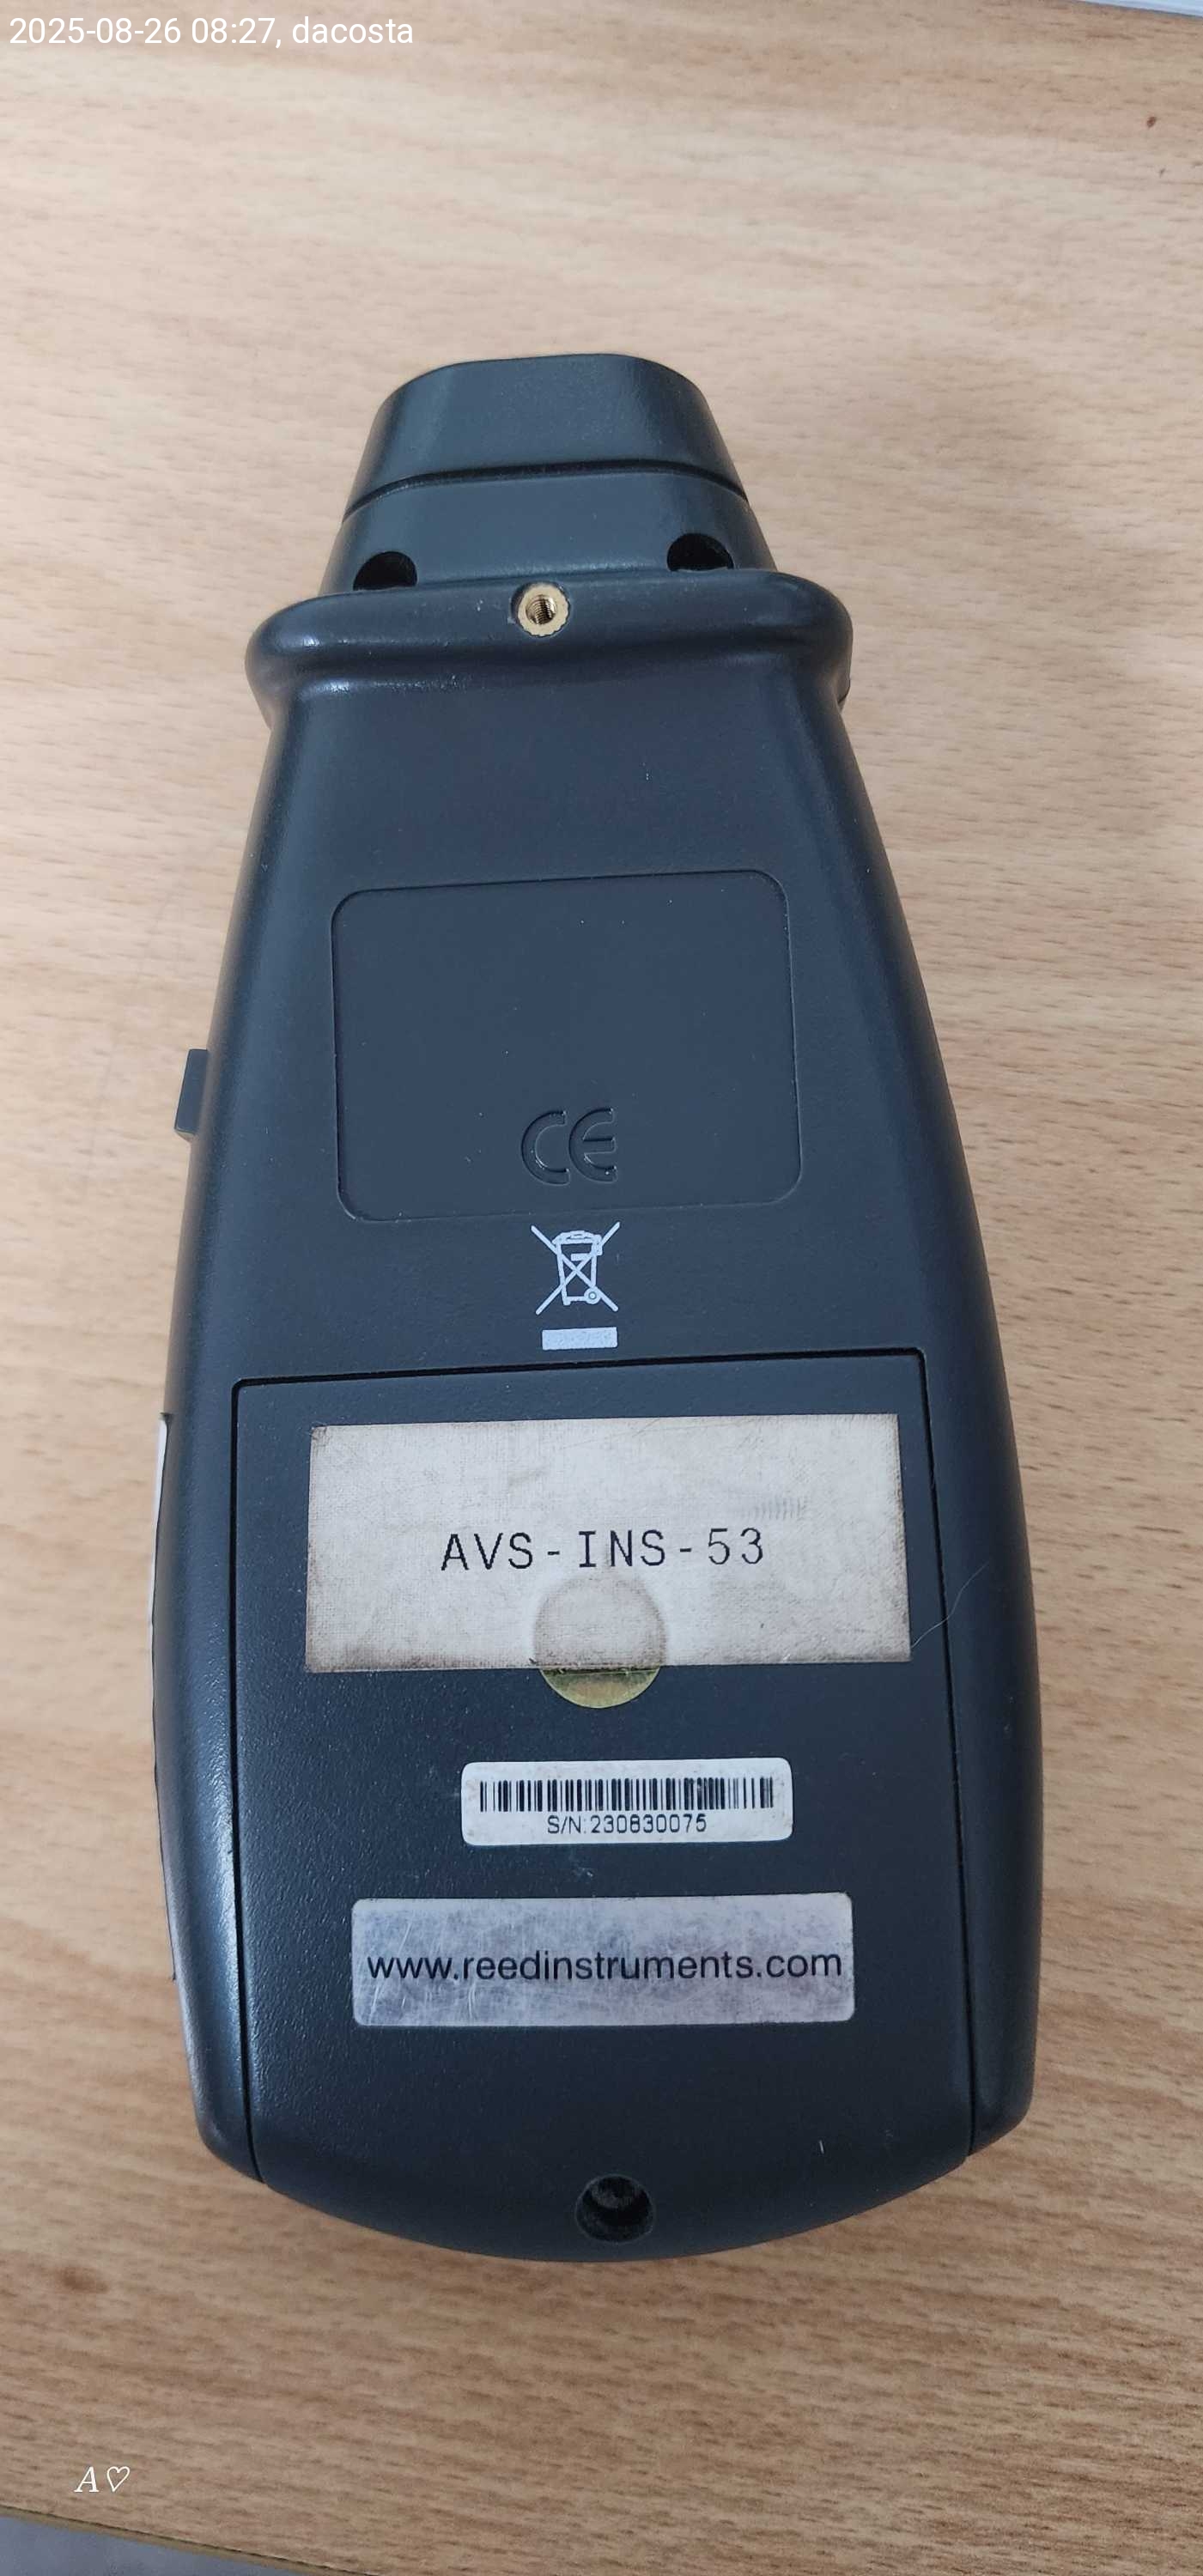 2025-08-26 08:27, dacosta
CE
AVS-INS-53
S/N:230830075
www.reedinstruments.com
A♡